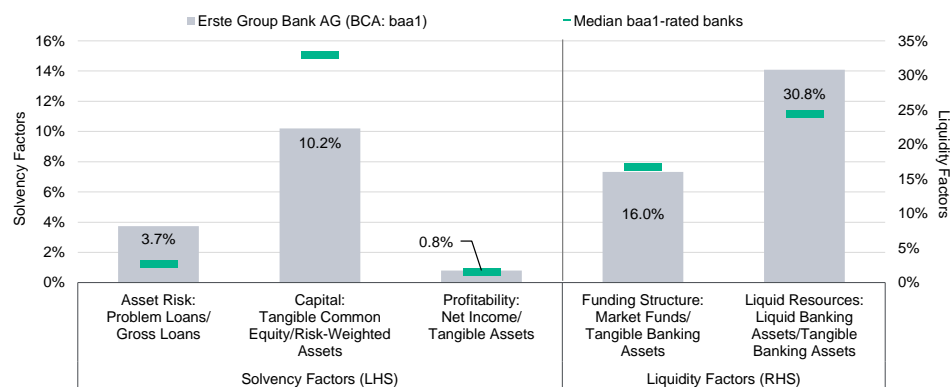 Erste Group Bank AG (BCA: baa1)
Median baa1-rated banks
16%
14%
12%
10%
8%
6%
4%
2%
0%
Solvency Factors
35%
30%
25%
20%
15%
10%
5%
0%
Liquidity Factors
3.7%
10.2%
0.8%
16.0%
30.8%
Asset Risk:
Problem Loans/
Gross Loans
Capital:
Tangible Common
Equity/Risk-Weighted
Assets
Profitability:
Net Income/
Tangible Assets
Funding Structure:
Market Funds/
Tangible Banking
Assets
Liquid Resources:
Liquid Banking
Assets/Tangible
Banking Assets
Solvency Factors (LHS)
Liquidity Factors (RHS)